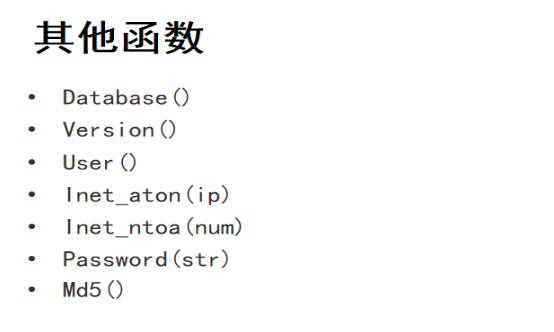 其他函数
• Database()
• Version()
• User()
• Inet_aton(ip)
• Inet_ntoa(num)
• Password(str)
• Md5()